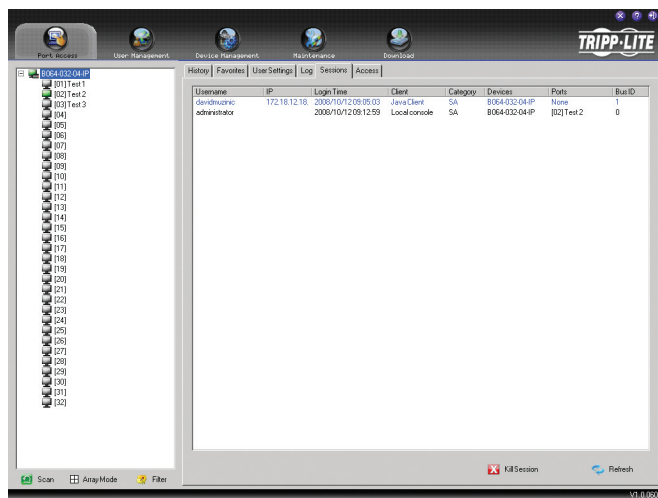 Port Access
User Management
Device Management
Maintenance
Download
TRIPP·LITE
B064-032-04-IP
[01]Test 1
[02]Test 2
[03]Test 3
[04]
[05]
[06]
[07]
[08]
[09]
[10]
[11]
[12]
[13]
[14]
[15]
[16]
[17]
[18]
[19]
[20]
[21]
[22]
[23]
[24]
[25]
[26]
[27]
[28]
[29]
[30]
[31]
[32]
Scan
Array Mode
Filter
History Favorites User Settings Log Sessions Access
Username IP Login Time Client Category Devices Ports Bus ID
davidmuzinic 172.18.12.18. 2008/10/12 09:05:03 Java Client SA B064-032-04-IP None 1
administrator 2008/10/12 09:12:59 Local console SA B064-032-04-IP [02]Test 2 0
Kill Session
Refresh
V1.0.060